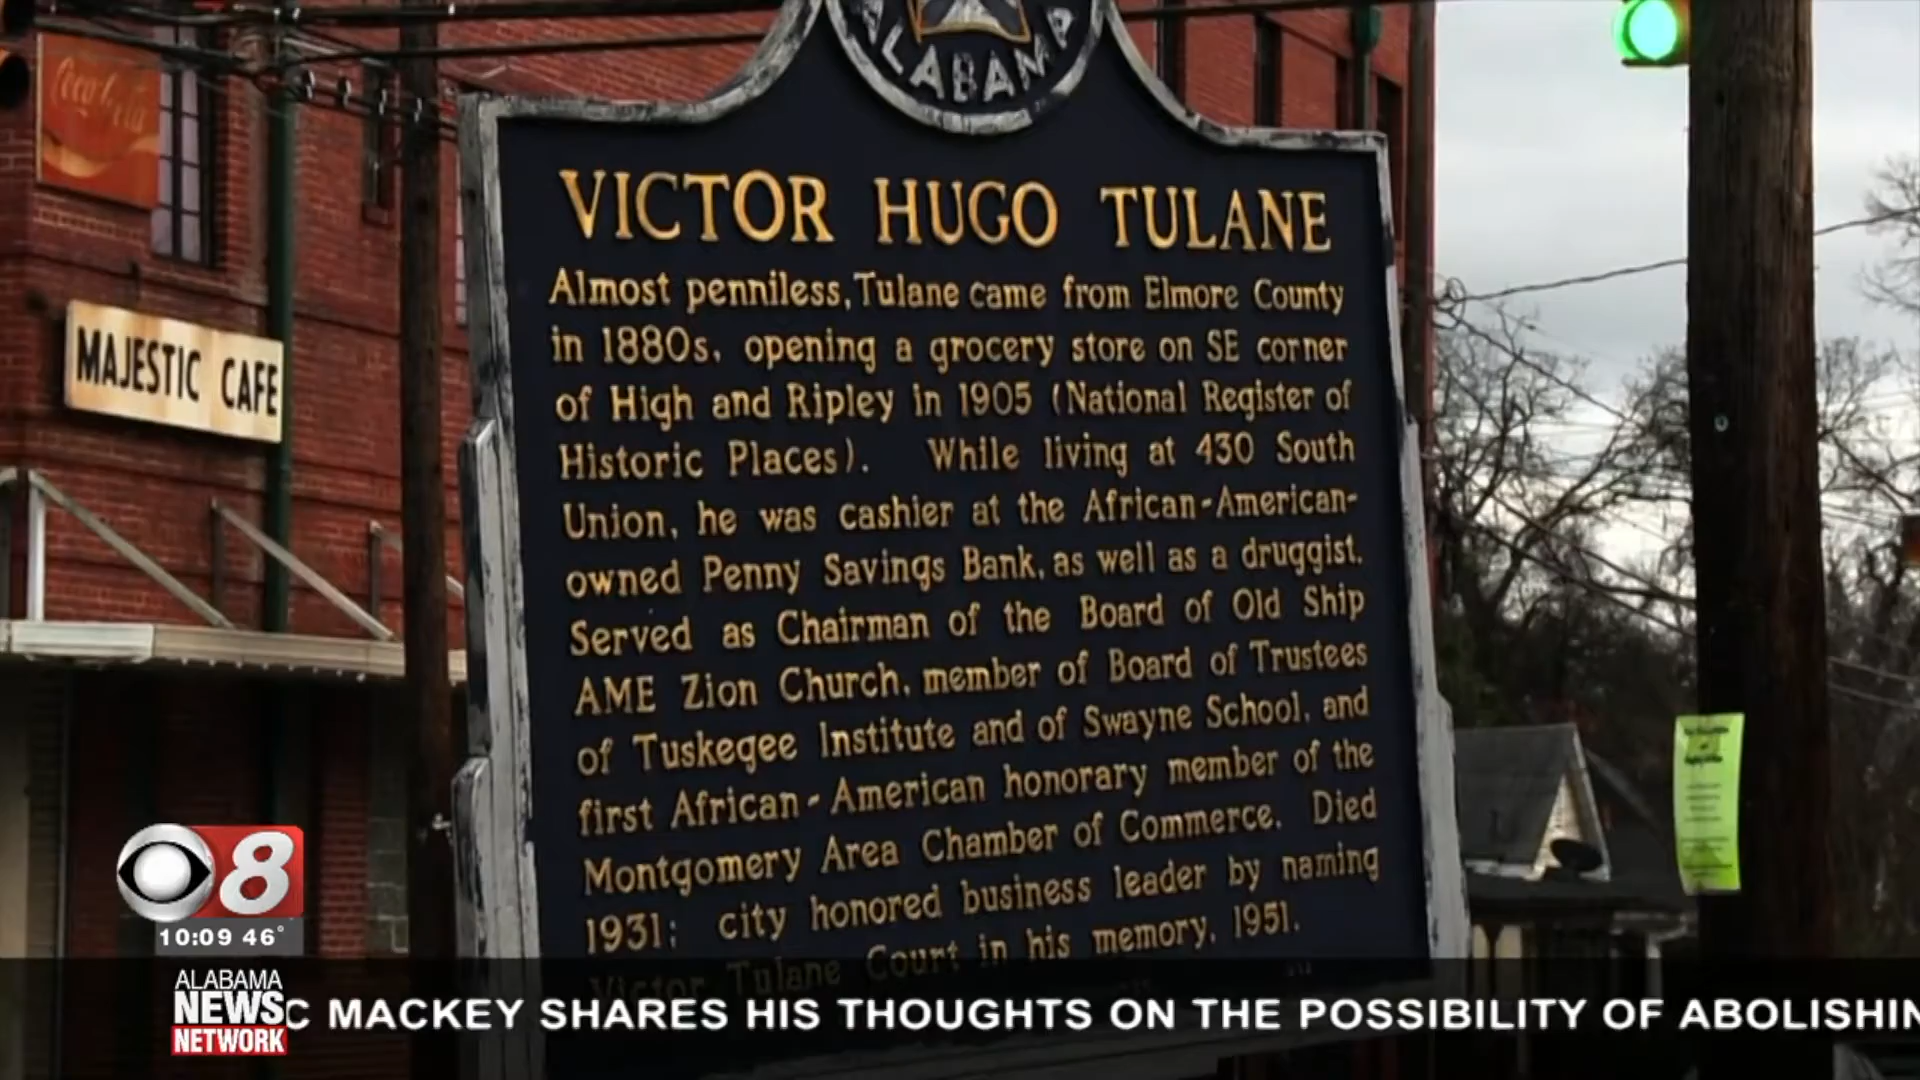 ALABAMA
Coca-Cola
VICTOR HUGO TULANE
Almost penniless, Tulane came from Elmore County
in 1880s, opening a grocery store on SE corner
of High and Ripley in 1905 (National Register of
Historic Places). While living at 430 South
Union, he was cashier at the African-American-
owned Penny Savings Bank, as well as a druggist.
Served as Chairman of the Board of Old Ship
AME Zion Church, member of Board of Trustees
of Tuskegee Institute and of Swayne School, and
first African-American honorary member of the
Montgomery Area Chamber of Commerce. Died
1931; city honored business leader by naming
Victor Tulane Court in his memory, 1951.
MAJESTIC CAFE
8
10:09 46°
ALABAMA
NEWS
NETWORK
C MACKEY SHARES HIS THOUGHTS ON THE POSSIBILITY OF ABOLISHIN